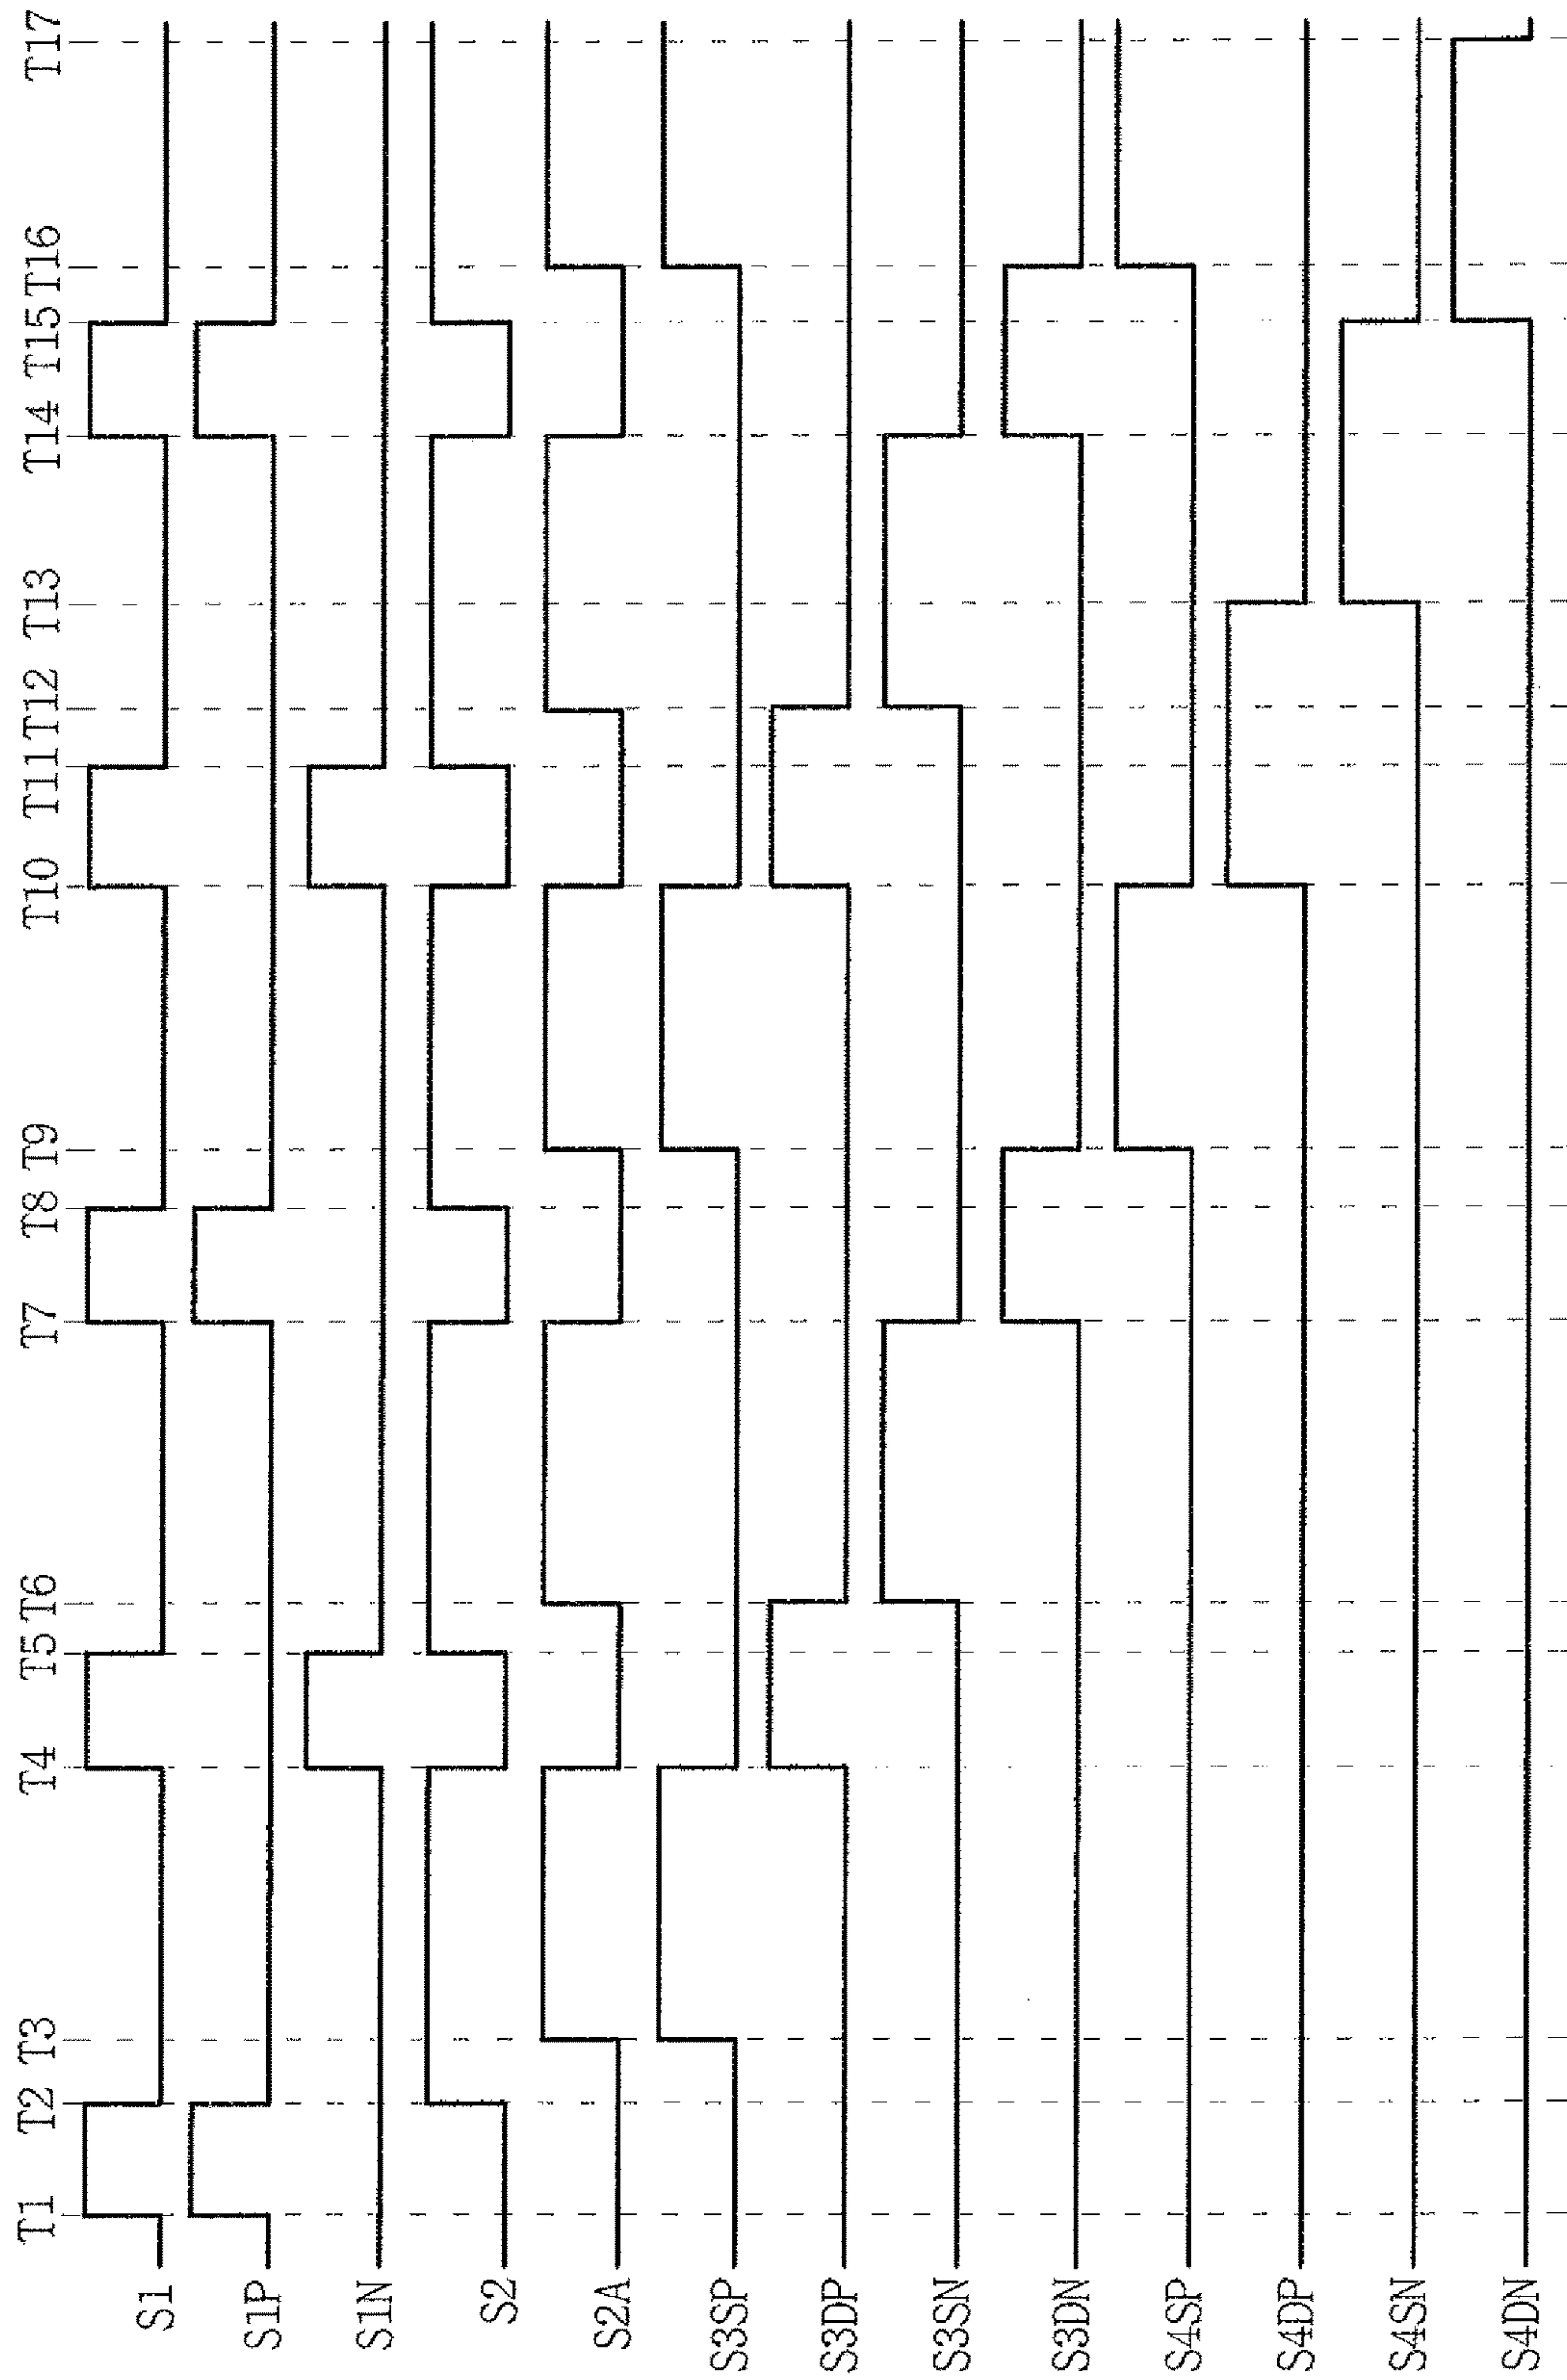 T1 T2 T3 T4 T5 T6 T7 T8 T9 T10 T11 T12 T13 T14 T15 T16 T17
S1
S1P
S1N
S2
S2A
S3SP
S3DP
S3SN
S3DN
S4SP
S4DP
S4SN
S4DN